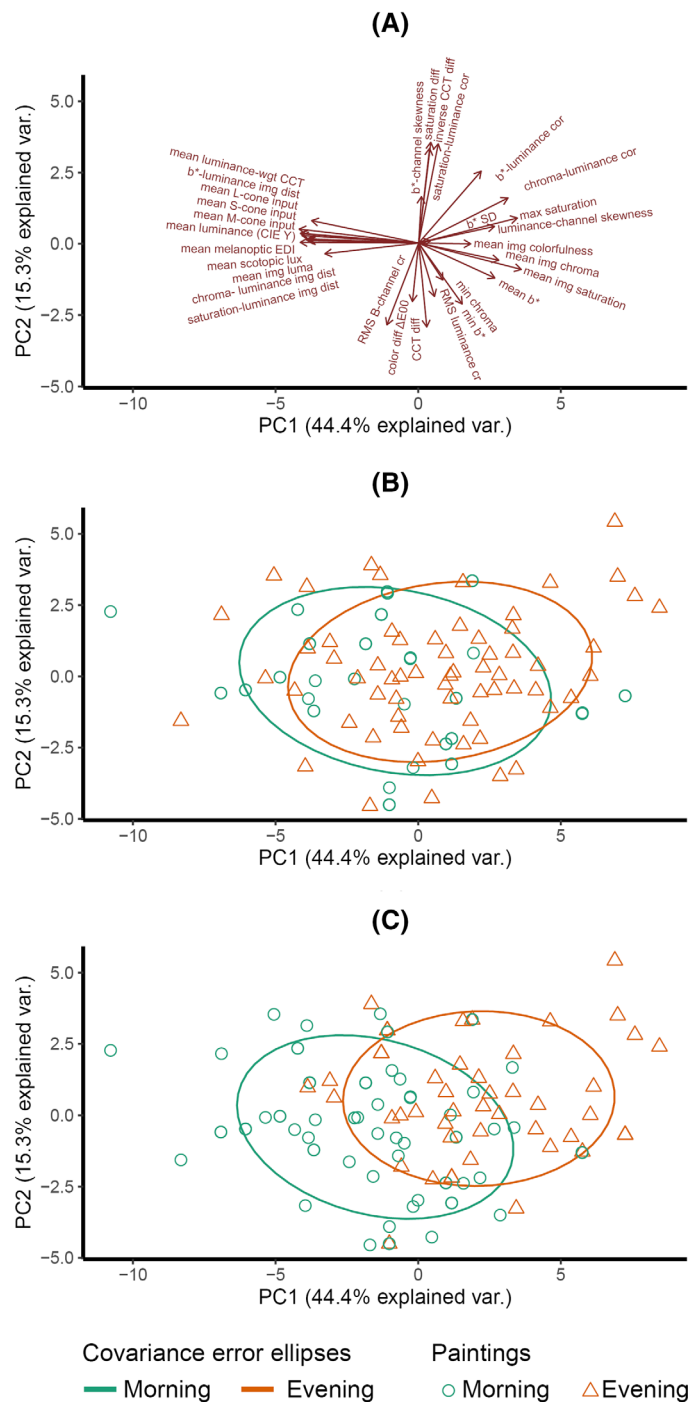 (A)
b*-channel skewness
saturation diff
inverse CCT diff
saturation-luminance cor
b*-luminance cor
chroma-luminance cor
max saturation
b* SD
luminance-channel skewness
mean img colorfulness
mean img chroma
mean img saturation
mean b*
mean luminance-wgt CCT
b*-luminance img dist
mean L-cone input
mean S-cone input
mean M-cone input
mean luminance (CIE Y)
mean melanoptic EDI
mean scotopic lux
mean img luma
chroma- luminance img dist
saturation-luminance img dist
RMS B-channel cr
color diff ΔE00
CCT diff
RMS luminance cr
min b*
min chroma
PC2 (15.3% explained var.)
5.0
2.5
0.0
−2.5
−5.0
−10
−5
0
5
PC1 (44.4% explained var.)
(B)
PC2 (15.3% explained var.)
5.0
2.5
0.0
−2.5
−5.0
−10
−5
0
5
PC1 (44.4% explained var.)
(C)
PC2 (15.3% explained var.)
5.0
2.5
0.0
−2.5
−5.0
−10
−5
0
5
PC1 (44.4% explained var.)
Covariance error ellipses
Morning
Evening
Paintings
Morning
Evening